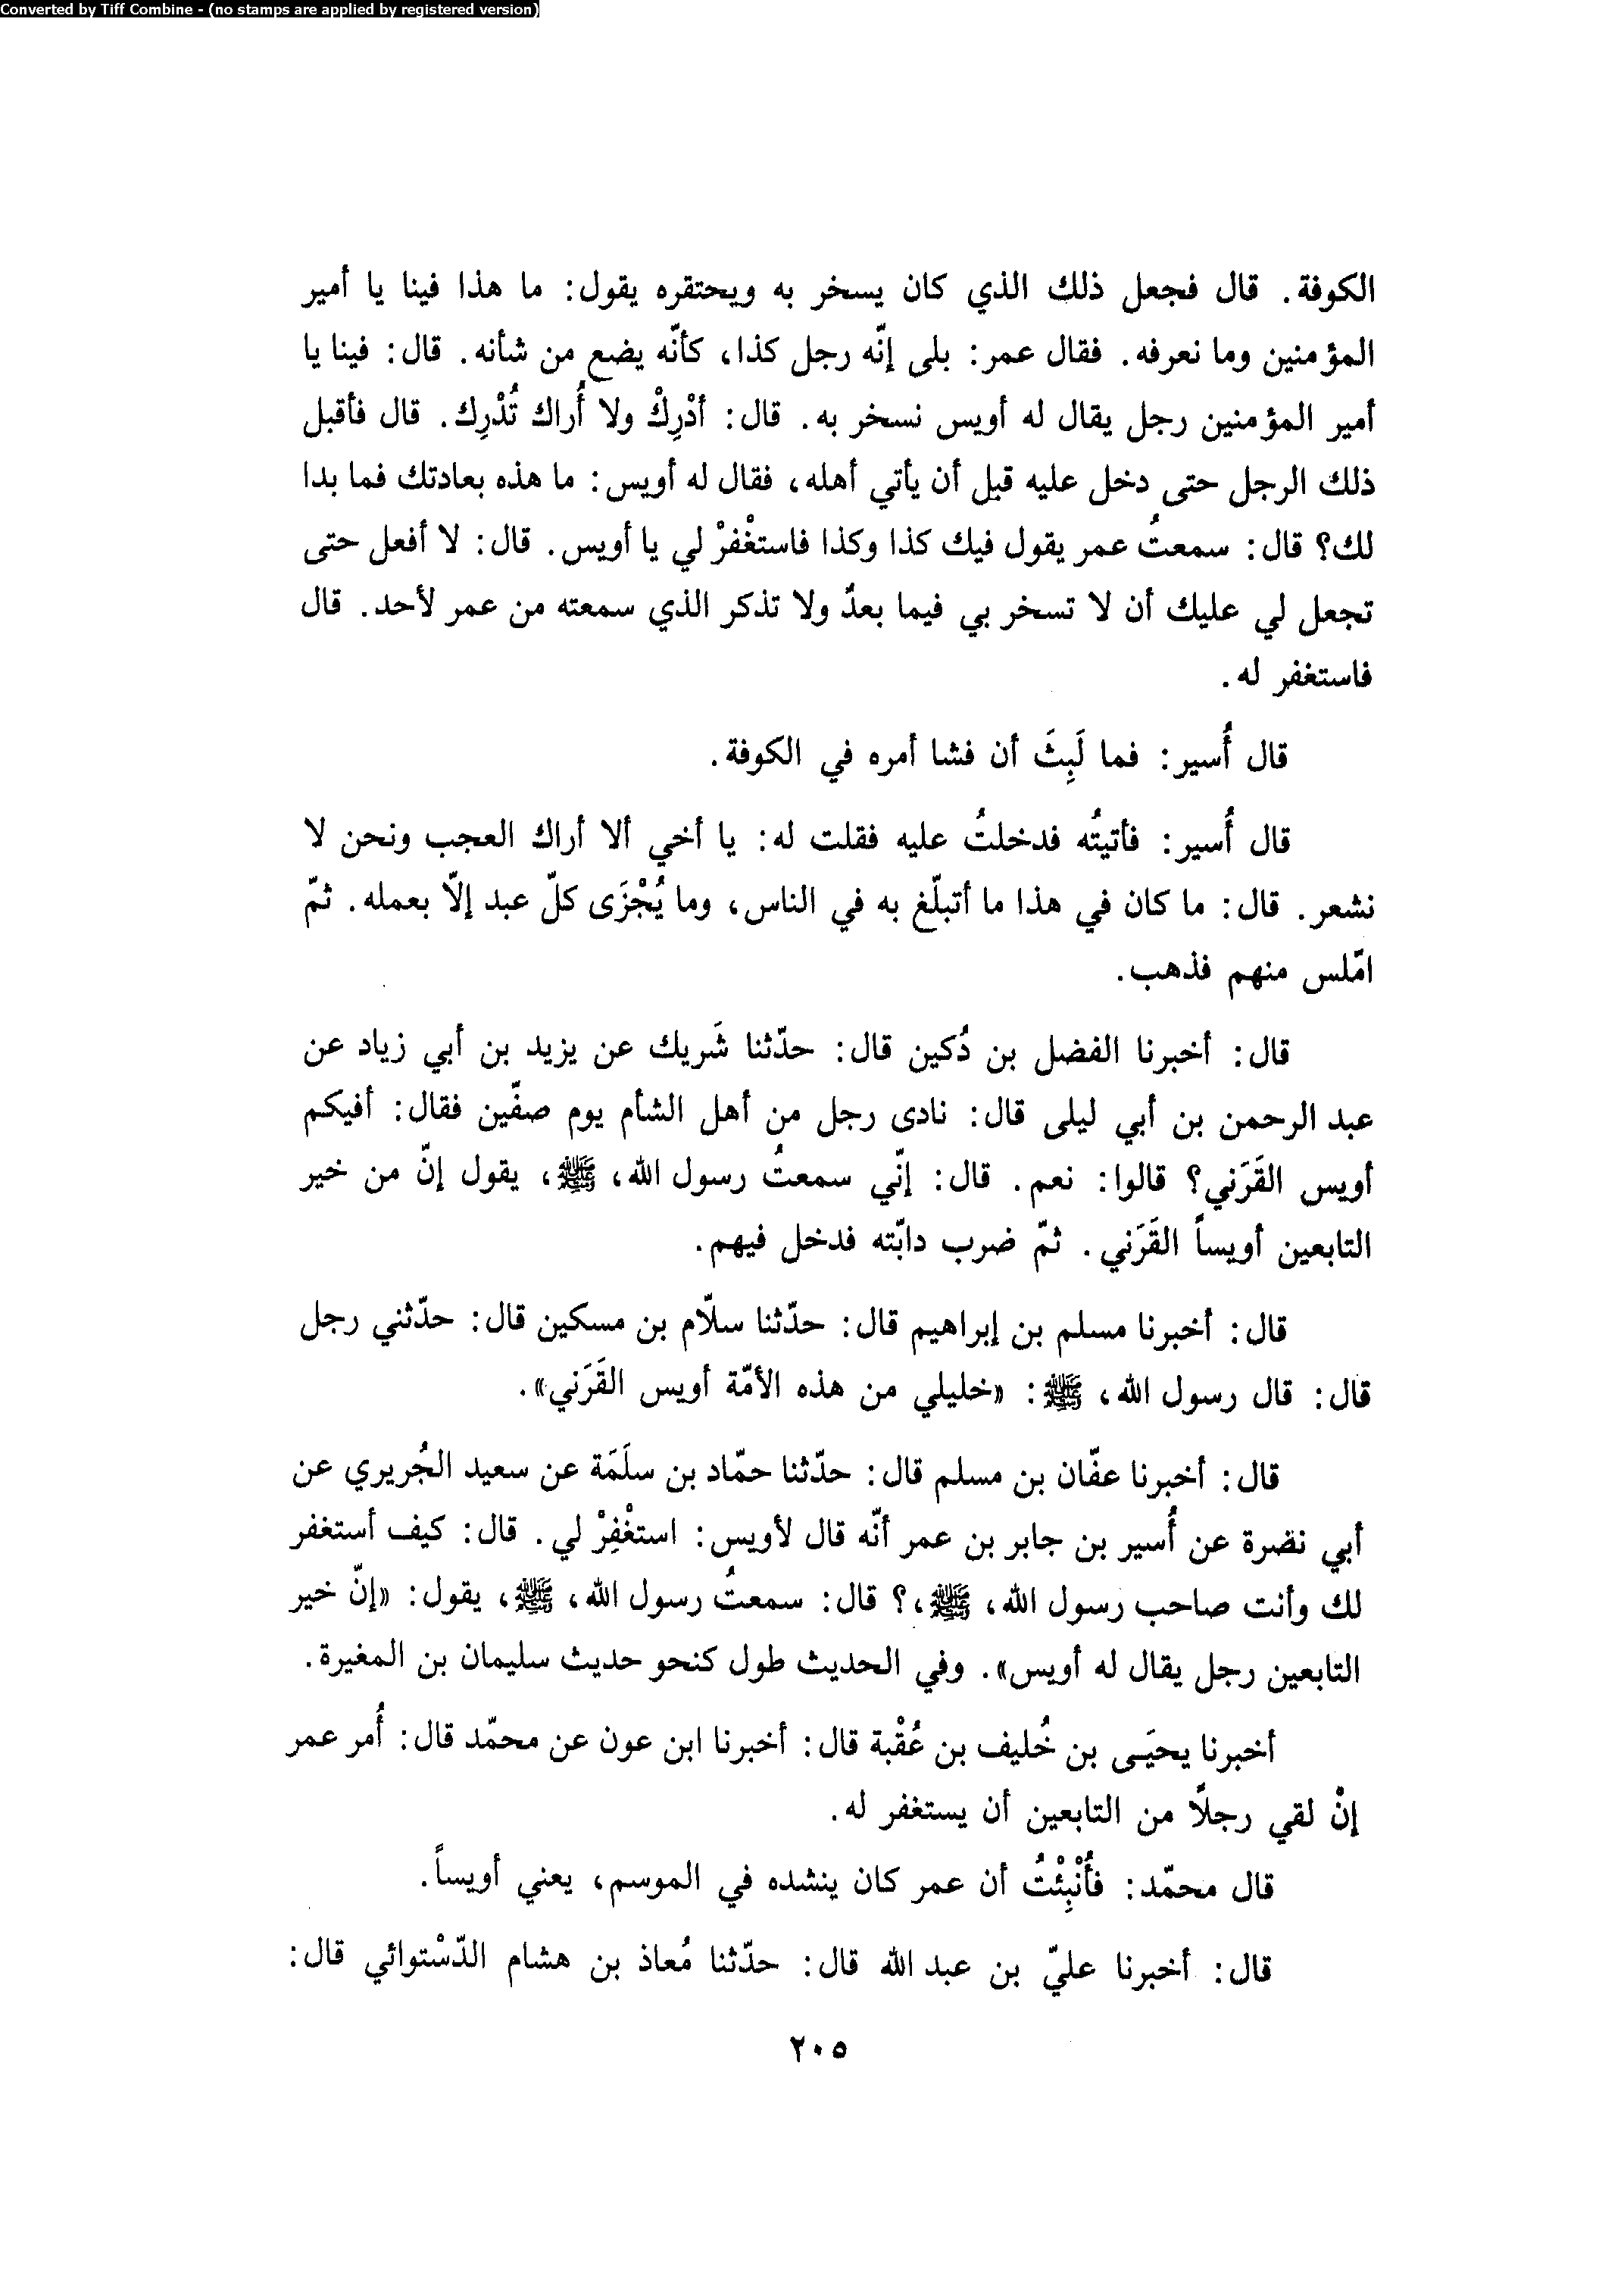 Converted by Tiff Combine - (no stamps are applied by registered version)
الكوفة. قال فجعل ذلك الذي كان يسخر به ويحتقره يقول: ما هذا فينا يا أمير
المؤمنين وما نعرفه. فقال عمر: بلى إنّه رجل كذا، كأنّه يضع من شأنه. قال: فينا يا
أمير المؤمنين رجل يقال له أويس نسخر به. قال: أدْرِكْ ولا أُراك تُدْرِك. قال فأقبل
ذلك الرجل حتى دخل عليه قبل أن يأتي أهله، فقال له أويس: ما هذه بعادتك فما بدا
لك؟ قال: سمعتُ عمر يقول فيك كذا وكذا فاستغْفرْ لي يا أويس. قال: لا أفعل حتى
تجعل لي عليك أن لا تسخر بي فيما بعدُ ولا تذكر الذي سمعته من عمر لأحد. قال
فاستغفر له.
قال أُسير: فما لَبِثَ أن فشا أمره في الكوفة.
قال أُسير: فأتيتُه فدخلتُ عليه فقلت له: يا أخي ألا أراك العجب ونحن لا
نشعر. قال: ما كان في هذا ما أتبلّغ به في الناس، وما يُجْزَى كلّ عبد إلاّ بعمله. ثمّ
امّلس منهم فذهب.
قال: أخبرنا الفضل بن دُكين قال: حدّثنا شَريك عن يزيد بن أبي زياد عن
عبد الرحمن بن أبي ليلى قال: نادى رجل من أهل الشأم يوم صفّين فقال: أفيكم
أويس القَرَني؟ قالوا: نعم. قال: إنّي سمعتُ رسول الله، ﷺ، يقول إنّ من خير
التابعين أويساً القَرَني. ثمّ ضرب دابّته فدخل فيهم.
قال: أخبرنا مسلم بن إبراهيم قال: حدّثنا سلّام بن مسكين قال: حدّثني رجل
قال: قال رسول الله، ﷺ: «خليلي من هذه الأمّة أويس القَرَني».
قال: أخبرنا عفّان بن مسلم قال: حدّثنا حمّاد بن سلَمَة عن سعيد الجُريري عن
أبي نضرة عن أُسير بن جابر بن عمر أنّه قال لأويس: استغْفِرْ لي. قال: كيف أستغفر
لك وأنت صاحب رسول الله، ﷺ،؟ قال: سمعتُ رسول الله، ﷺ، يقول: «إنّ خير
التابعين رجل يقال له أويس». وفي الحديث طول كنحو حديث سليمان بن المغيرة.
أخبرنا يحيَى بن خُليف بن عُقْبة قال: أخبرنا ابن عون عن محمّد قال: أُمر عمر
إنْ لقي رجلاً من التابعين أن يستغفر له.
قال محمّد: فأُنْبِئْتُ أن عمر كان ينشده في الموسم، يعني أويساً.
قال: أخبرنا عليّ بن عبد الله قال: حدّثنا مُعاذ بن هشام الدّسْتوائي قال:
٢٠٥